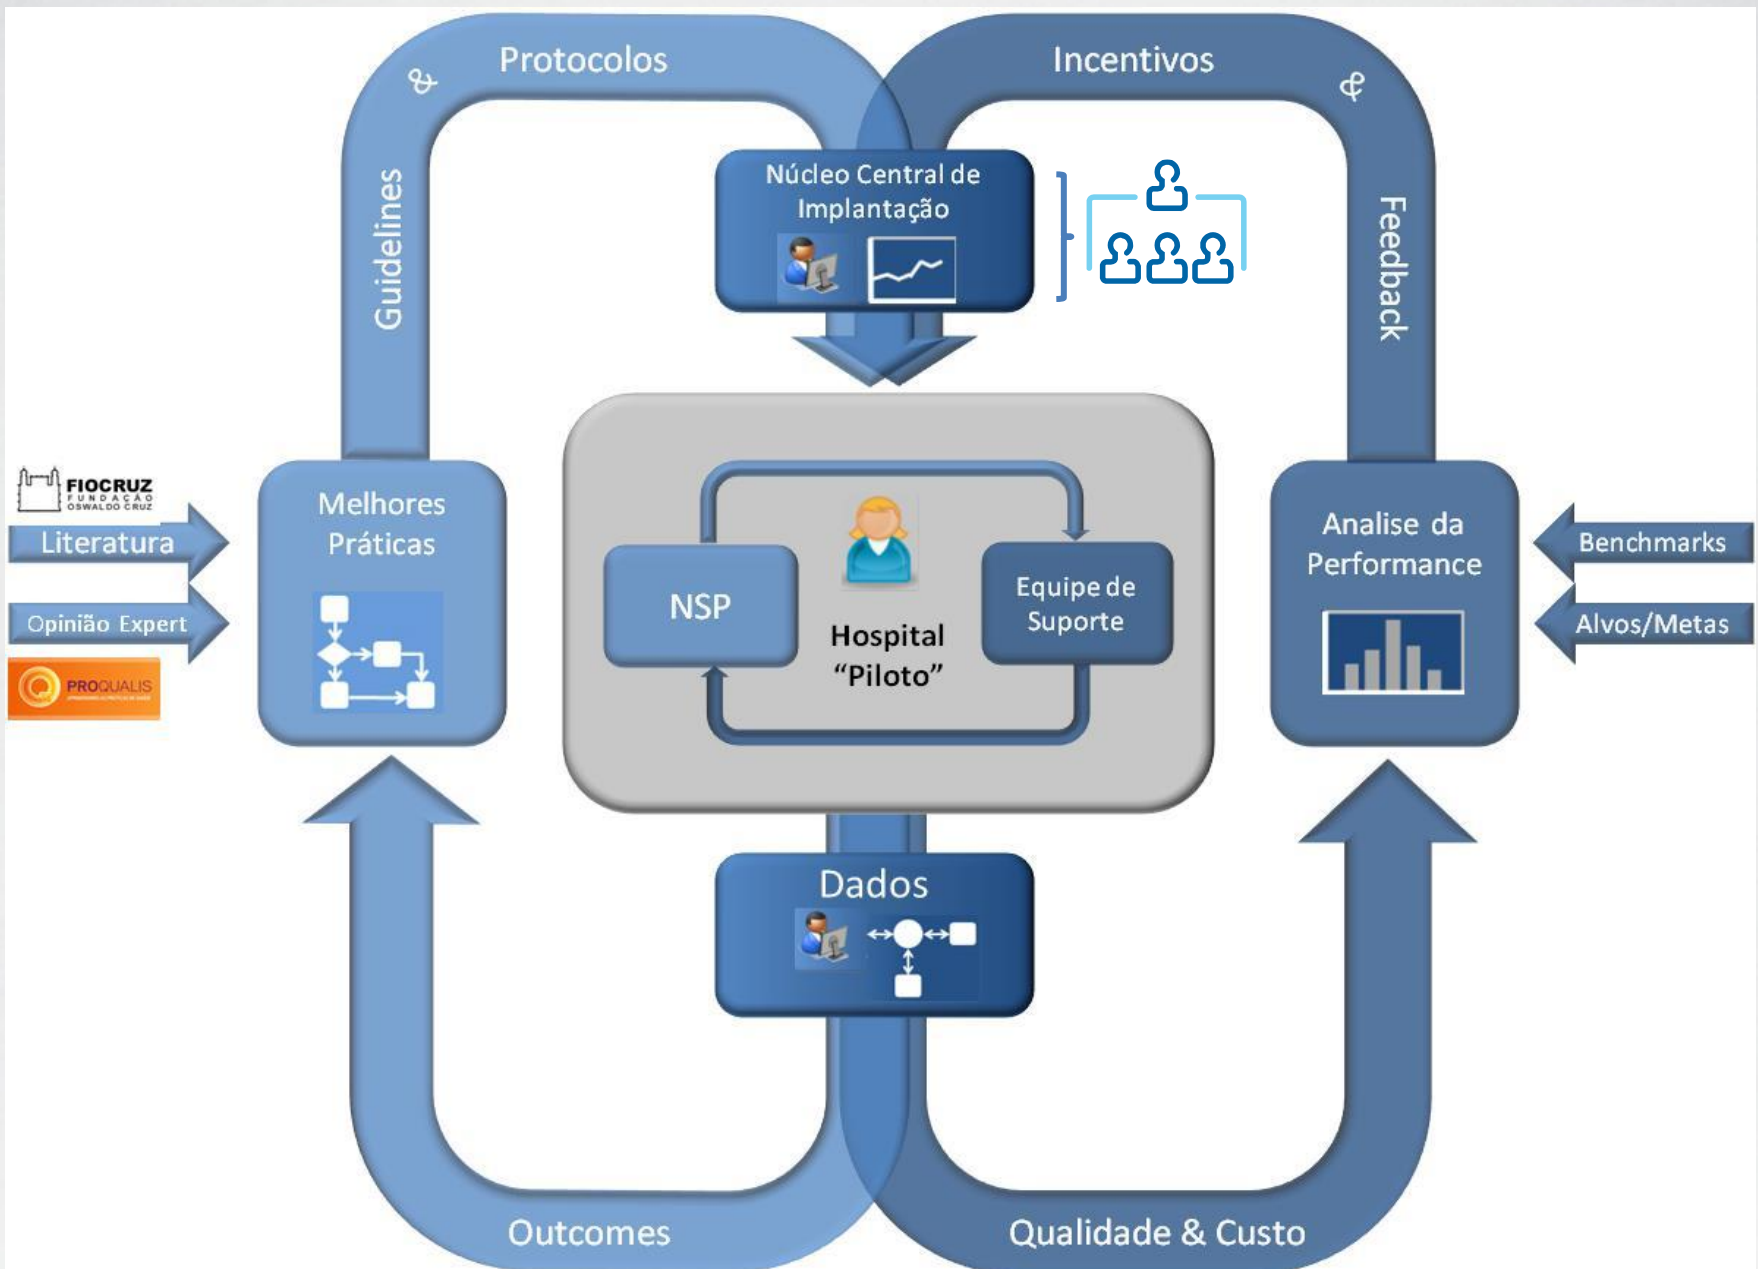 Protocolos
&
Guidelines
Incentivos
&
Feedback
Núcleo Central de
Implantação
FIOCRUZ
FUNDAÇÃO
OSWALDO CRUZ
Literatura
Opinião Expert
PROQUALIS
Melhores
Práticas
NSP
Hospital
“Piloto”
Equipe de
Suporte
Analise da
Performance
Benchmarks
Alvos/Metas
Dados
Outcomes
Qualidade & Custo